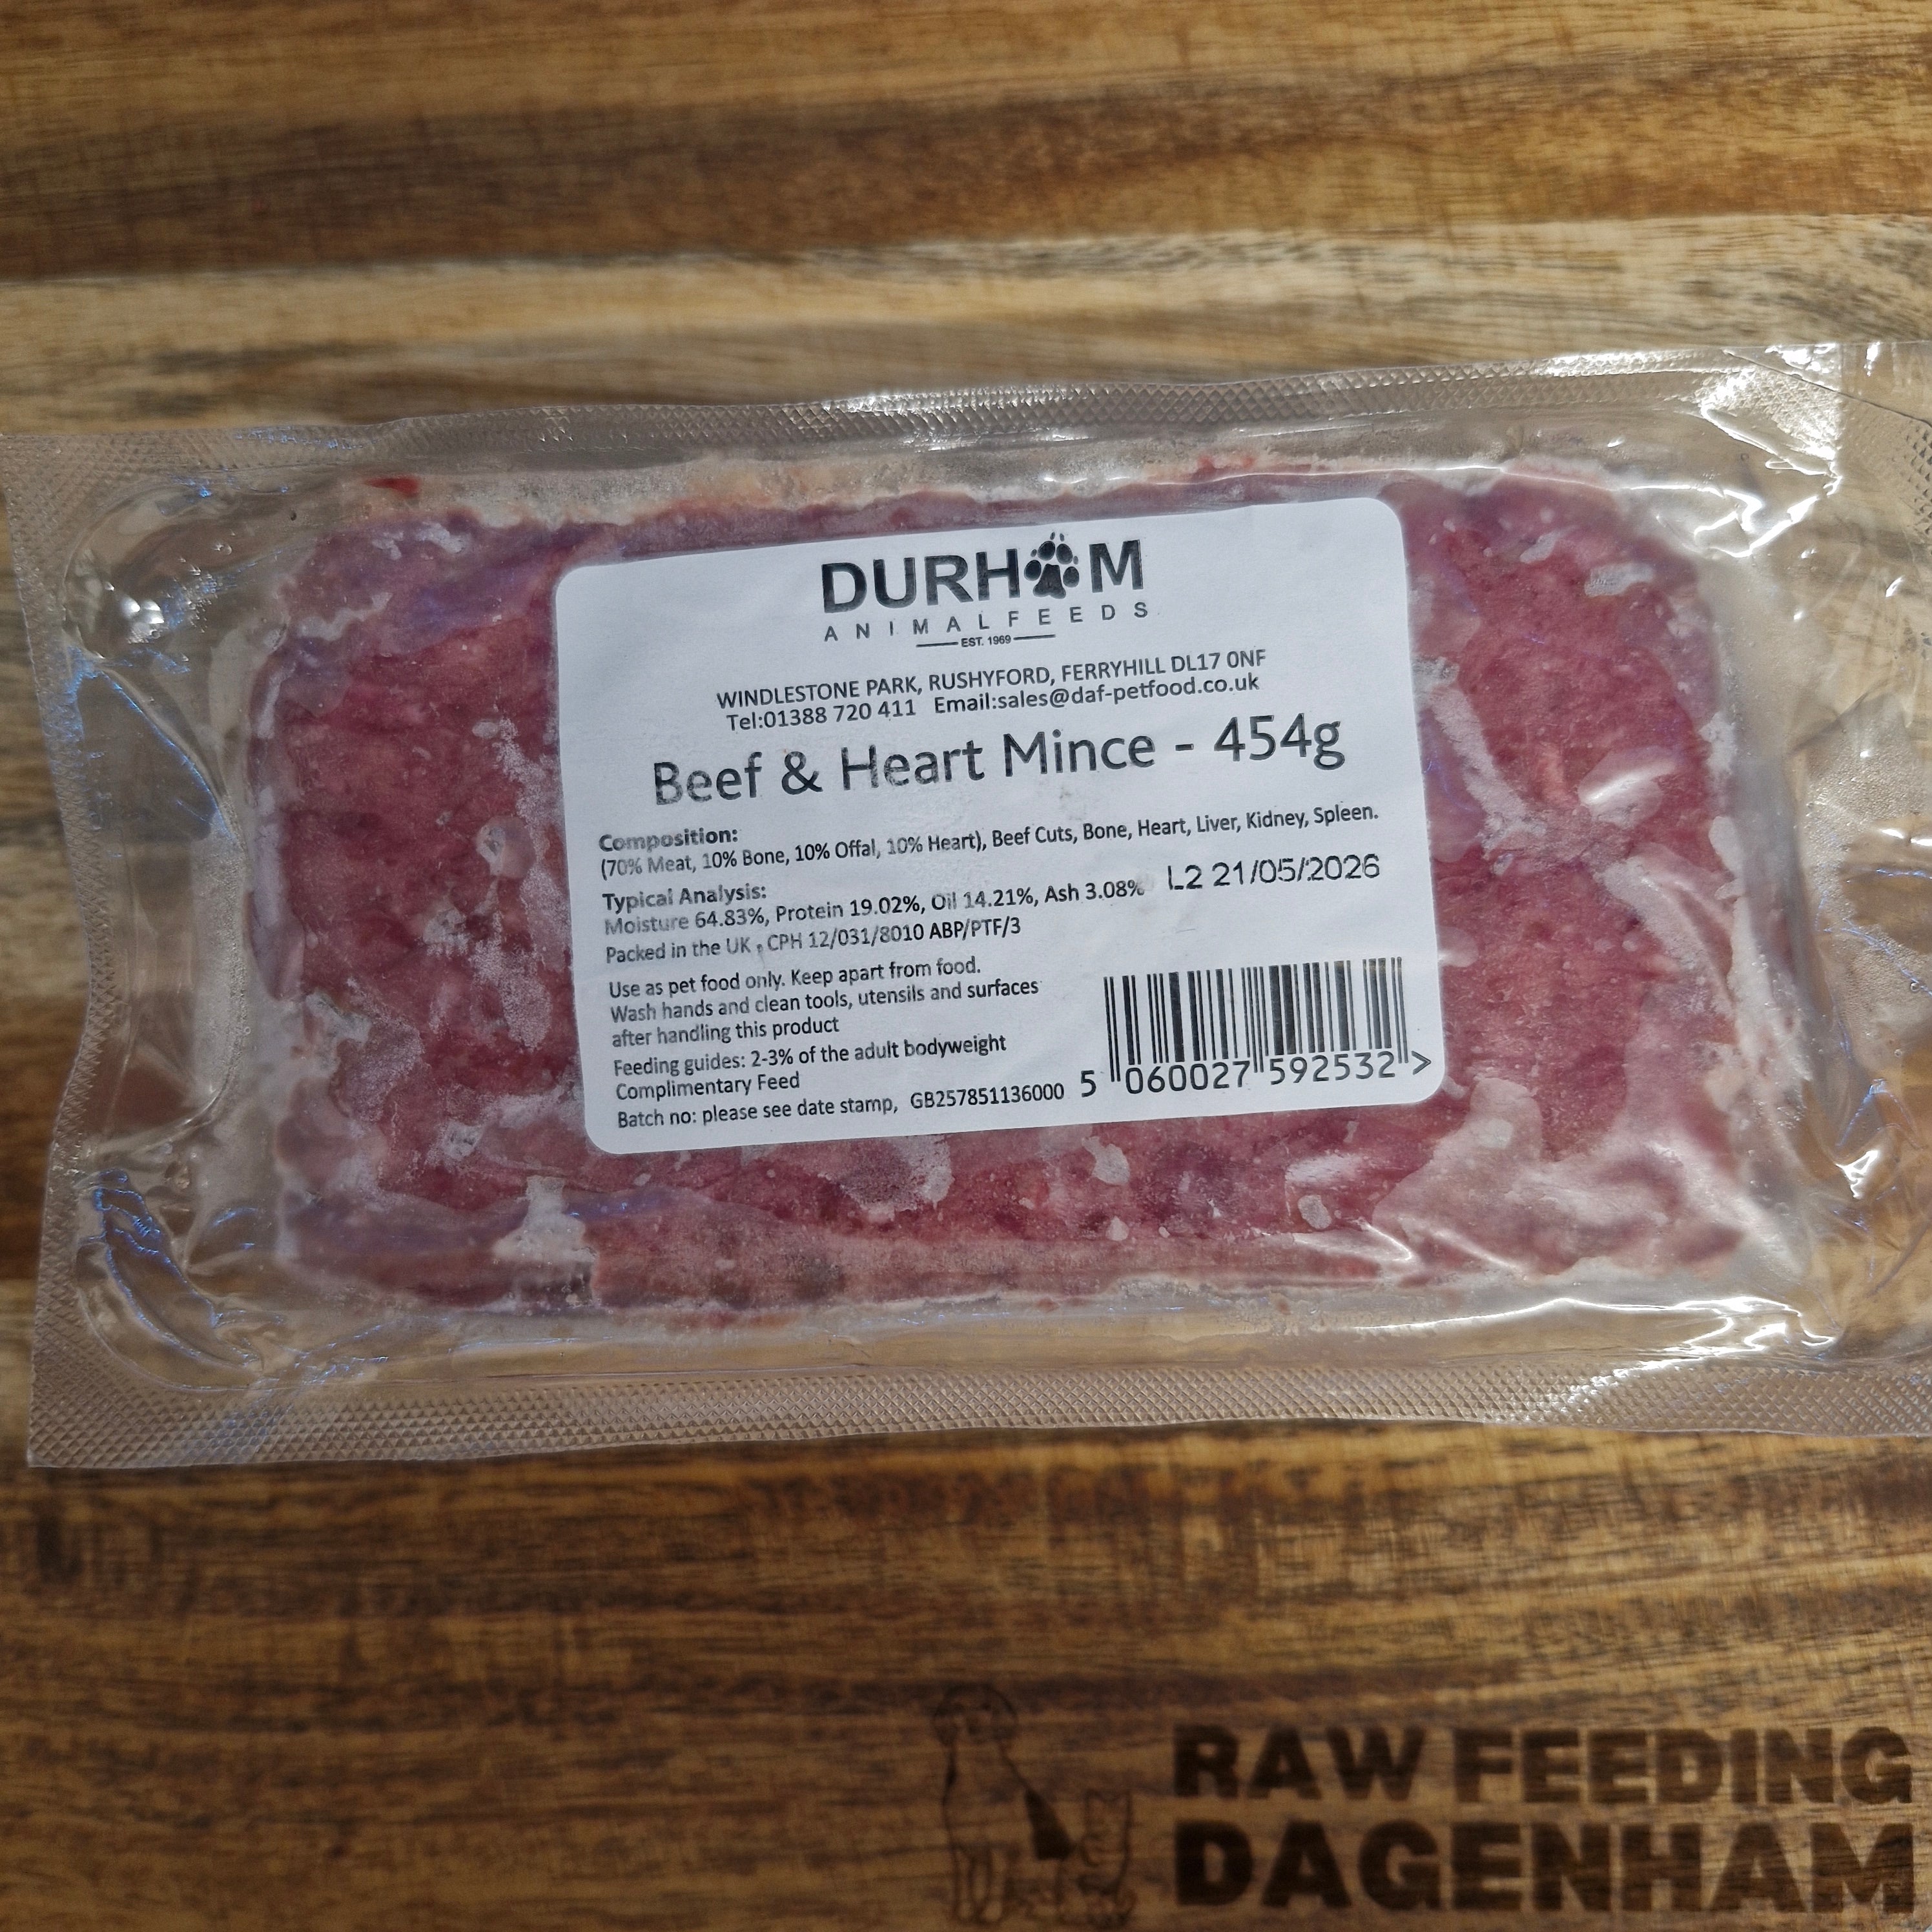 DURHAM
ANIMALFEEDS
EST. 1969
WINDLESTONE PARK, RUSHYFORD, FERRYHILL DL17 0NF
Tel:01388 720 411 Email:sales@daf-petfood.co.uk
Beef & Heart Mince - 454g
Composition:
(70% Meat, 10% Bone, 10% Offal, 10% Heart), Beef Cuts, Bone, Heart, Liver, Kidney, Spleen.
Typical Analysis:
Moisture 64.83%, Protein 19.02%, Oil 14.21%, Ash 3.08%
L2 21/05/2026
Packed in the UK, CPH 12/031/8010 ABP/PTF/3
Use as pet food only. Keep apart from food.
Wash hands and clean tools, utensils and surfaces
after handling this product
Feeding guides: 2-3% of the adult bodyweight
Complimentary Feed
Batch no: please see date stamp, GB257851136000
5 060027 592532 >
RAW FEEDING
DAGENHAM